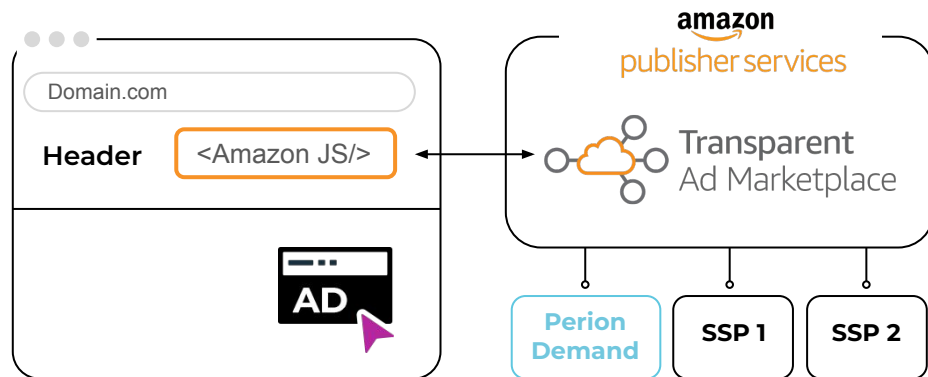 Domain.com
Header
<Amazon JS/>
AD
amazon
publisher services
Transparent
Ad Marketplace
Perion
Demand
SSP 1
SSP 2